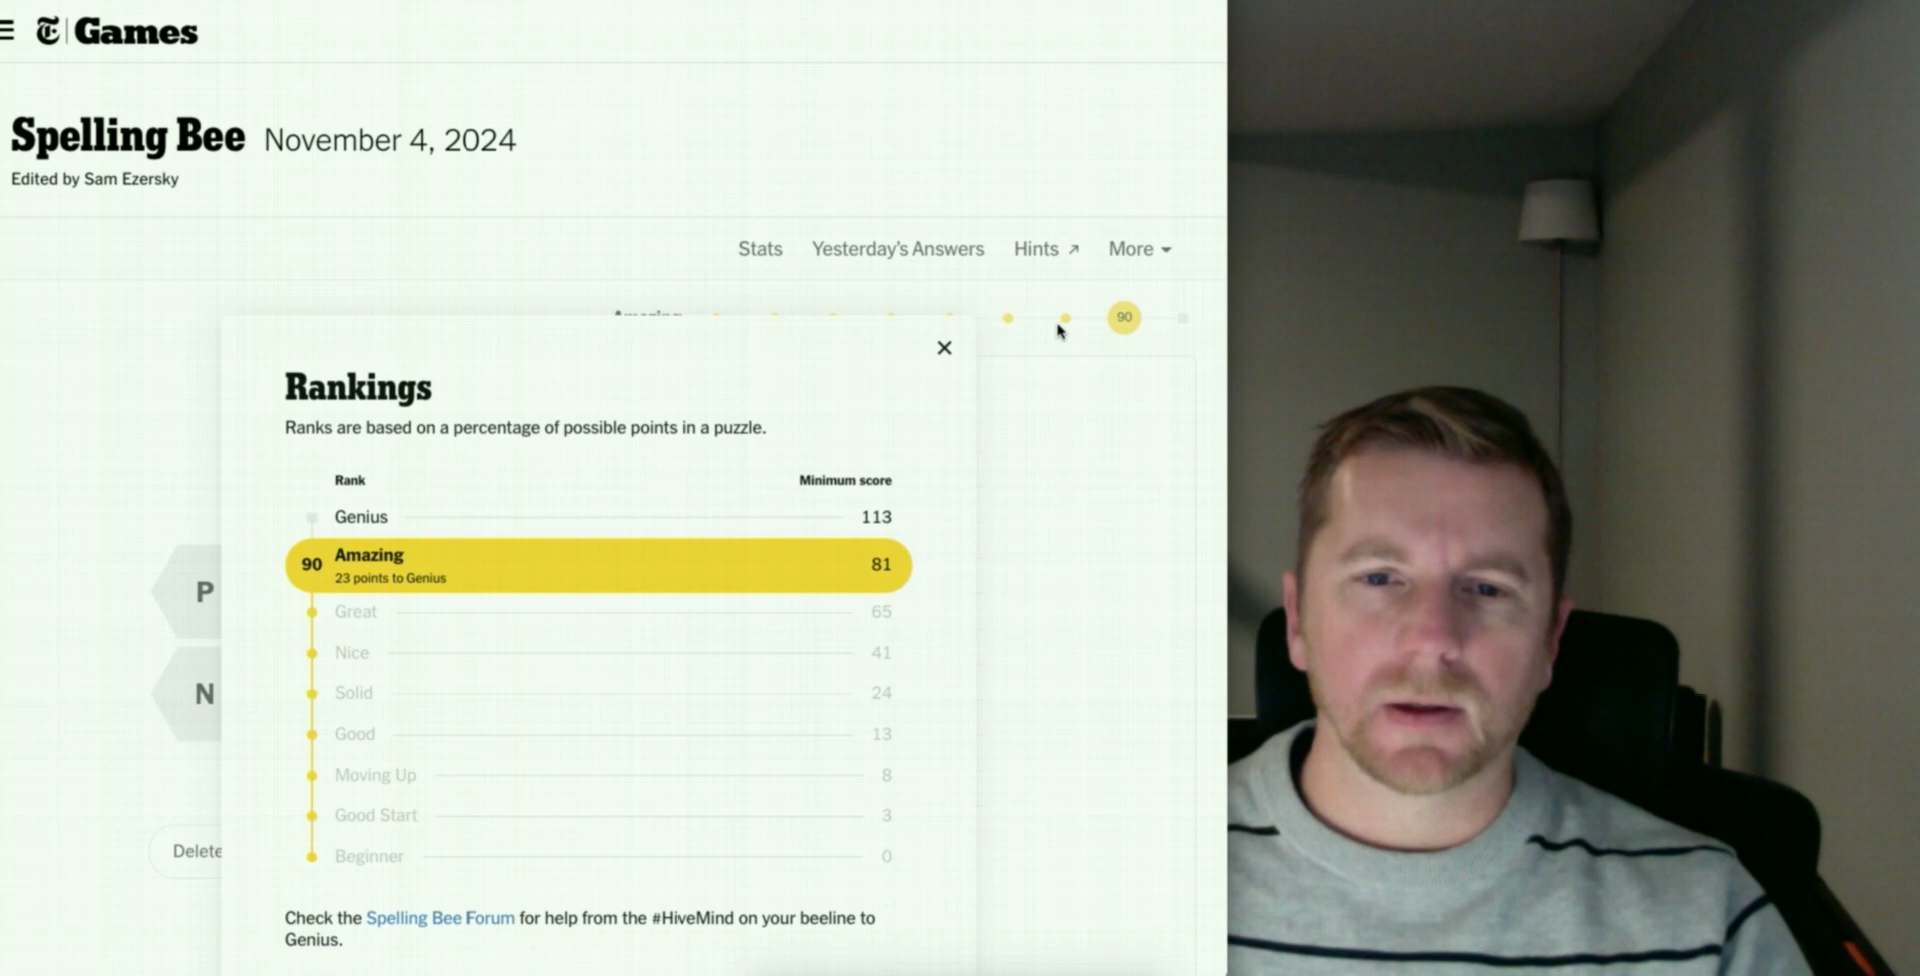 T Games
Spelling Bee November 4, 2024
Edited by Sam Ezersky
Stats Yesterday's Answers Hints ↗ More
Amazing 90
×
Rankings
Ranks are based on a percentage of possible points in a puzzle.
Rank Minimum score
Genius 113
90 Amazing 81
23 points to Genius
Great 65
Nice 41
Solid 24
Good 13
Moving Up 8
Good Start 3
Beginner 0
P
N
Delete
Check the Spelling Bee Forum for help from the #HiveMind on your beeline to
Genius.